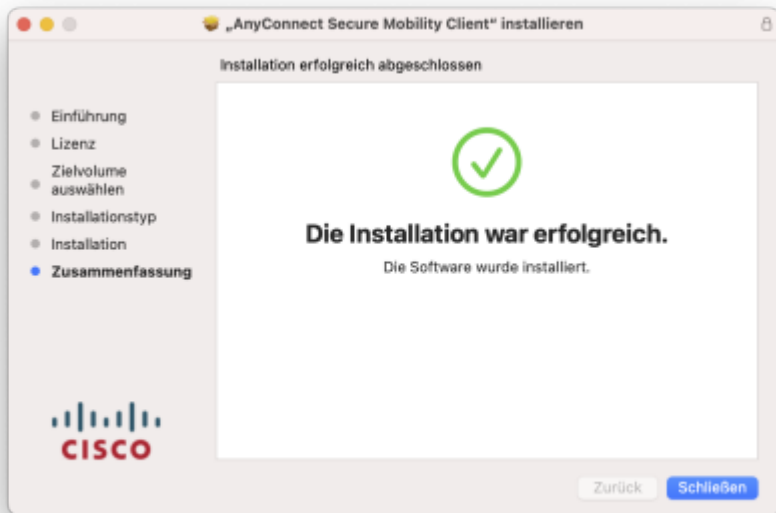 „AnyConnect Secure Mobility Client“ installieren
Installation erfolgreich abgeschlossen
Einführung
Lizenz
Zielvolume
auswählen
Installationstyp
Installation
Zusammenfassung
Die Installation war erfolgreich.
Die Software wurde installiert.
CISCO
Zurück
Schließen